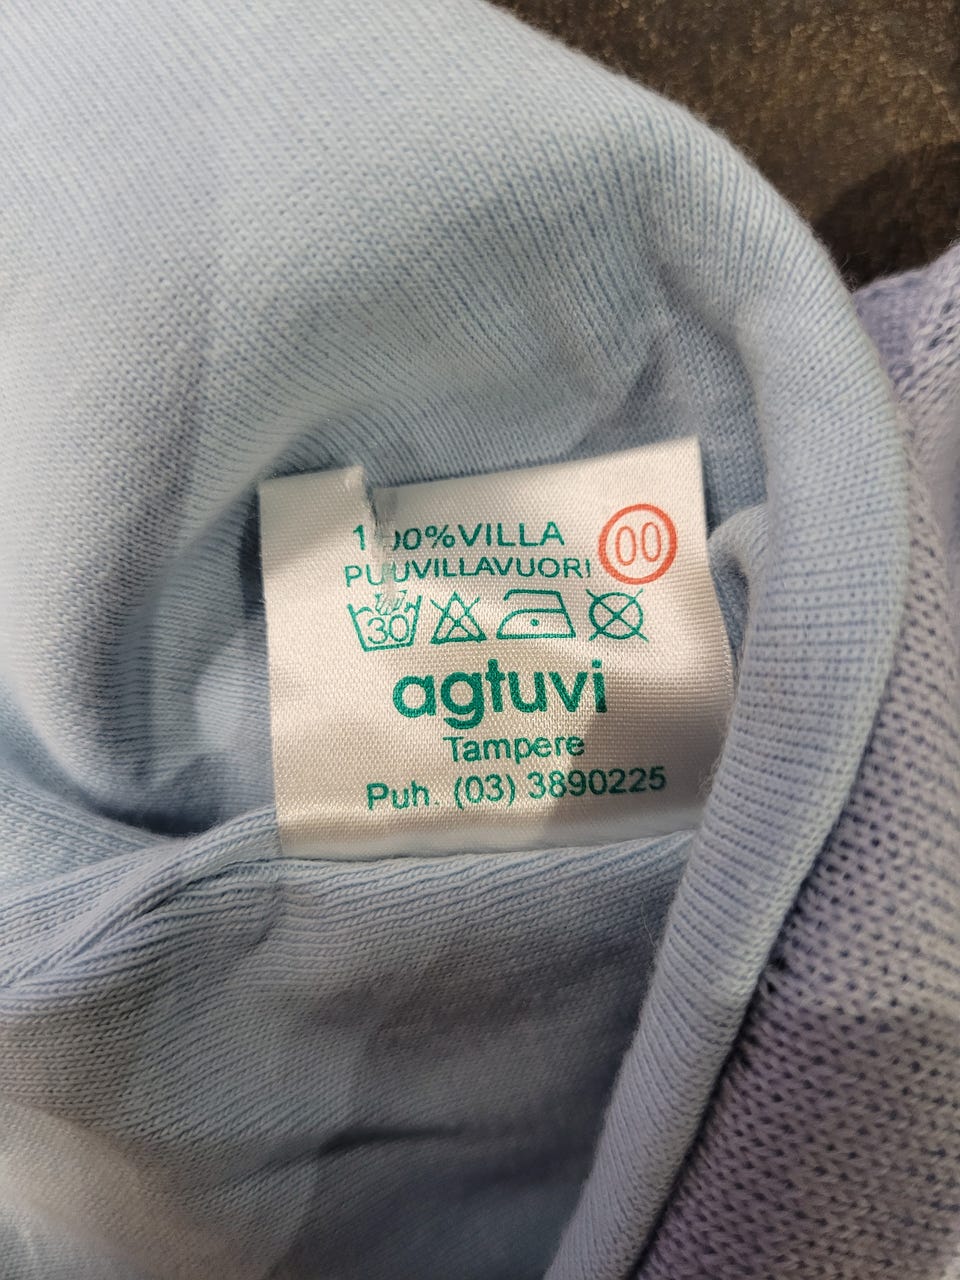 100%VILLA
PUUVILLAVUORI
00
30
agtuvi
Tampere
Puh. (03) 3890225